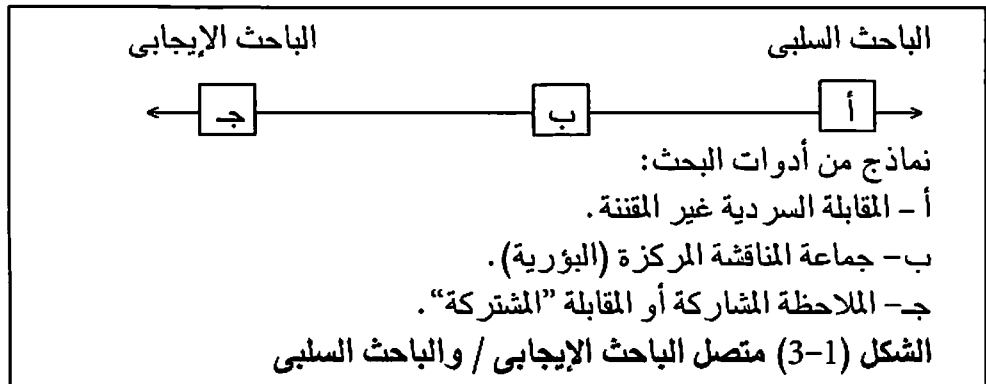 الباحث السلبى الباحث الإيجابى
أ ب جـ
نماذج من أدوات البحث:
أ – المقابلة السردية غير المقننة.
ب– جماعة المناقشة المركزة (البؤرية).
جـ– الملاحظة المشاركة أو المقابلة ”المشتركة“.
الشكل (1–3) متصل الباحث الإيجابى / والباحث السلبى